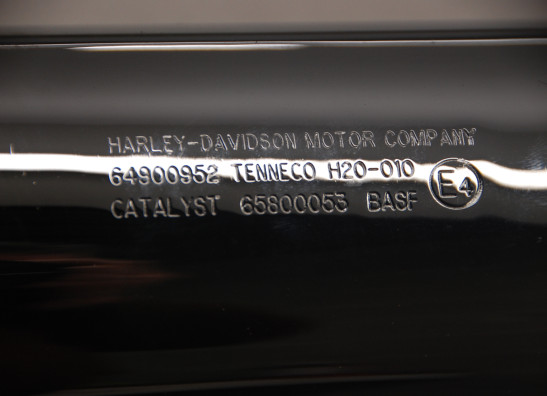 HARLEY-DAVIDSON MOTOR COMPANY
64900952 TENNECO H20-010
CATALYST 65800053 BASF
E4